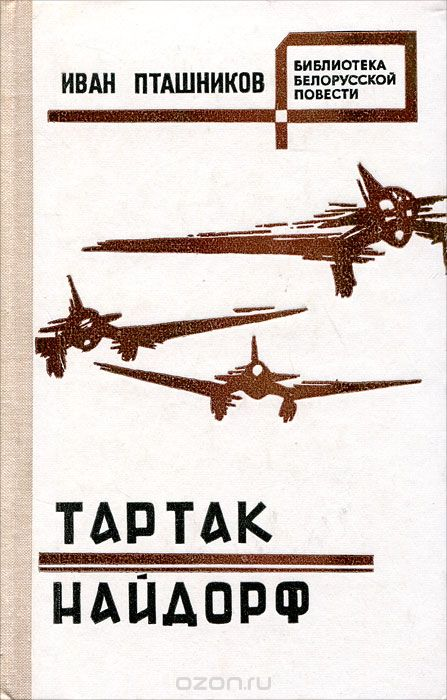 ИВАН ПТАШНИКОВ
БИБЛИОТЕКА
БЕЛОРУССКОЙ
ПОВЕСТИ
ТАРТАК
НАЙДОРФ
ozon.ru